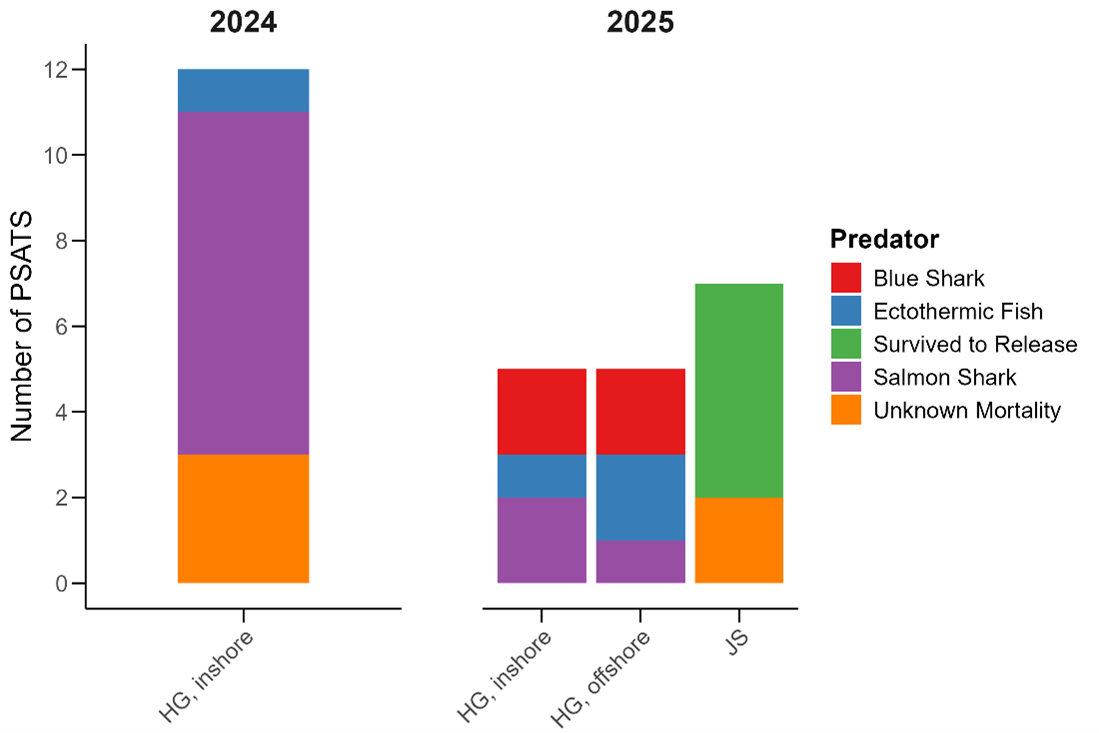 2024
2025
Number of PSATS
12
10
8
6
4
2
0
HG, inshore
HG, inshore
HG, offshore
JS
Predator
Blue Shark
Ectothermic Fish
Survived to Release
Salmon Shark
Unknown Mortality